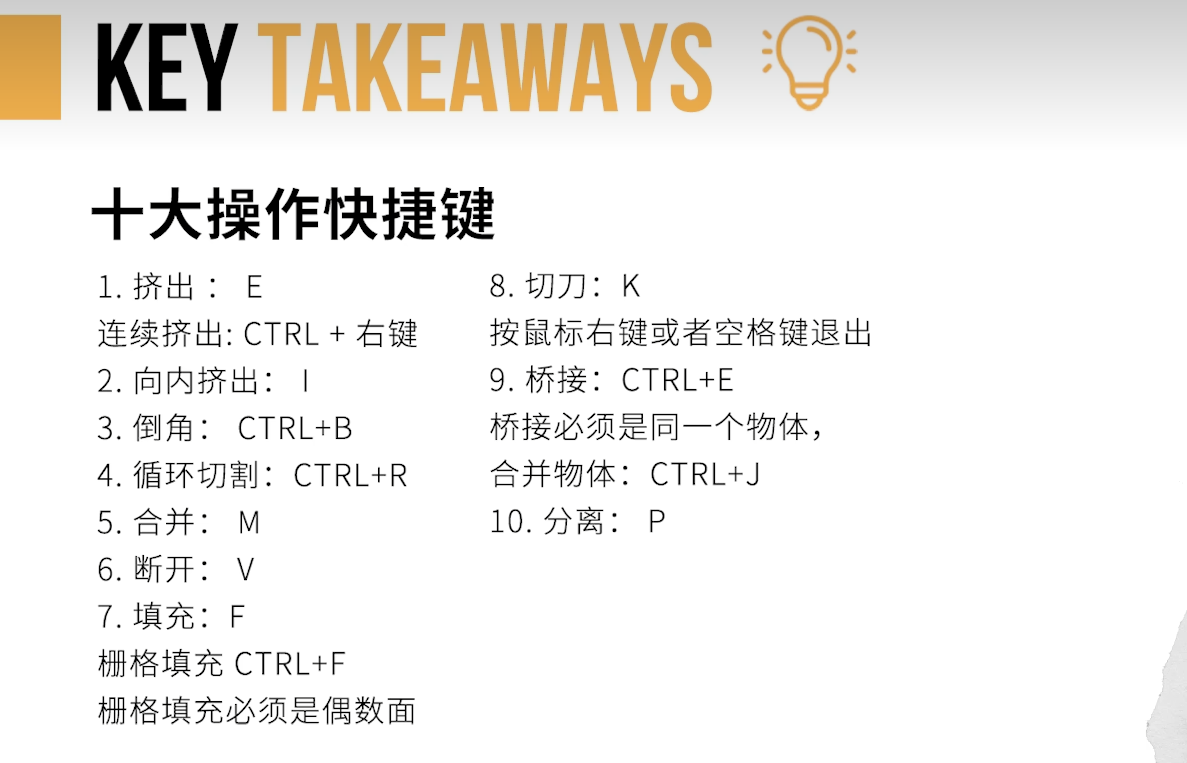 KEY TAKEAWAYS
十大操作快捷键
1. 挤出： E
连续挤出: CTRL + 右键
2. 向内挤出： I
3. 倒角： CTRL+B
4. 循环切割：CTRL+R
5. 合并： M
6. 断开： V
7. 填充：F
栅格填充 CTRL+F
栅格填充必须是偶数面
8. 切刀：K
按鼠标右键或者空格键退出
9. 桥接：CTRL+E
桥接必须是同一个物体，
合并物体：CTRL+J
10. 分离： P